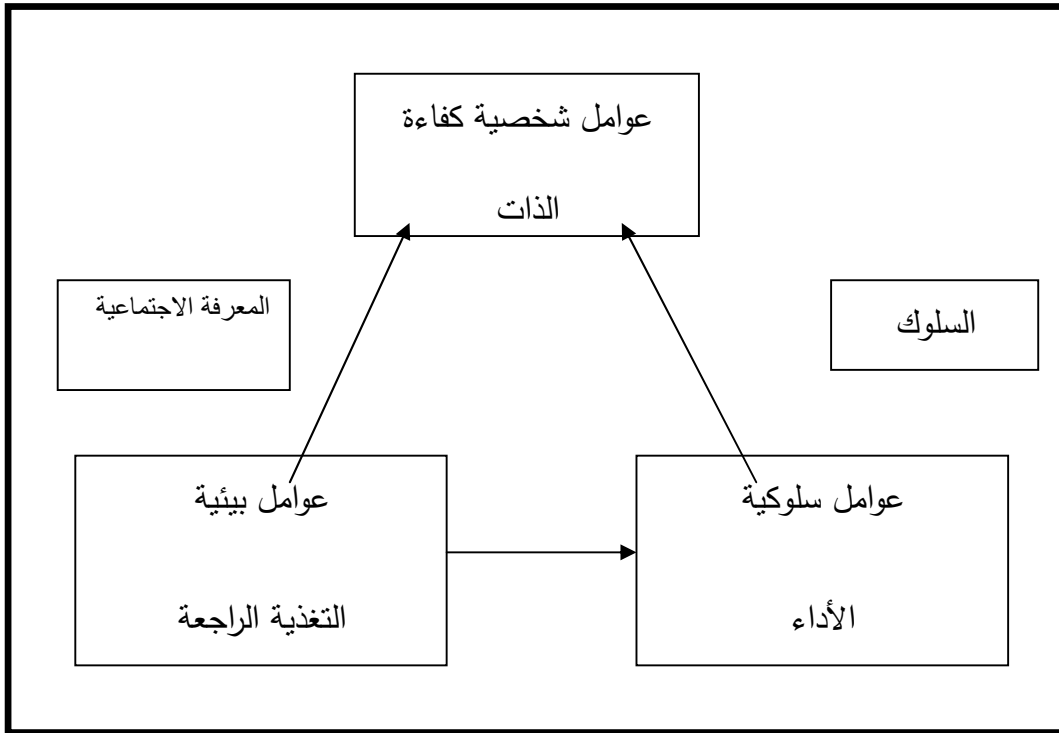 عوامل شخصية كفاءة
الذات
المعرفة الاجتماعية
السلوك
عوامل بيئية
التغذية الراجعة
عوامل سلوكية
الأداء